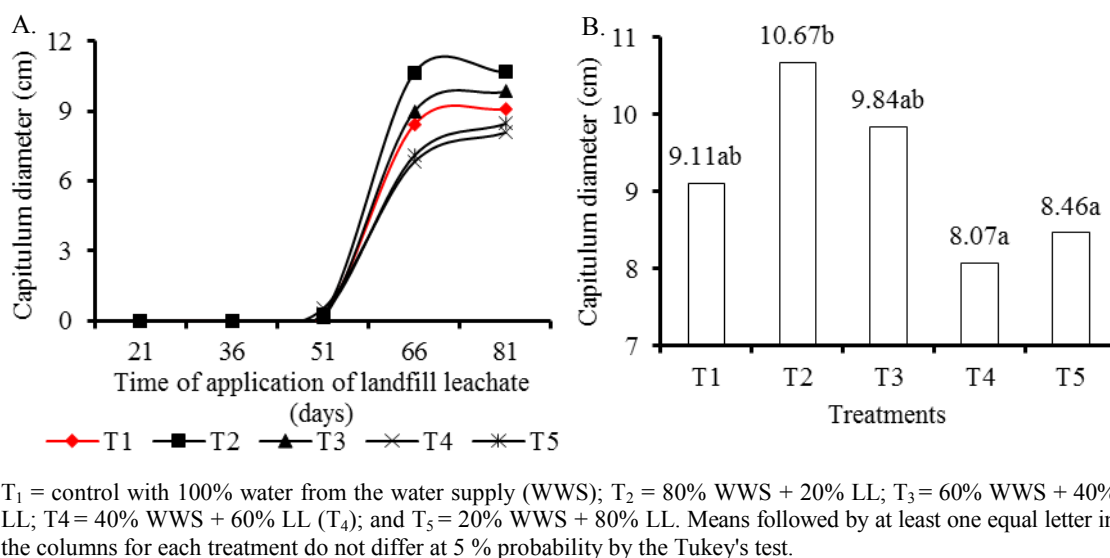 A.
Capitulum diameter (cm)
12
9
6
3
0
21 36 51 66 81
Time of application of landfill leachate
(days)
T1 T2 T3 T4 T5
B.
Capitulum diameter (cm)
11
10
9
8
7
9.11ab
10.67b
9.84ab
8.07a
8.46a
T1 T2 T3 T4 T5
Treatments
T₁ = control with 100% water from the water supply (WWS); T₂ = 80% WWS + 20% LL; T₃ = 60% WWS + 40%
LL; T4 = 40% WWS + 60% LL (T₄); and T₅ = 20% WWS + 80% LL. Means followed by at least one equal letter in
the columns for each treatment do not differ at 5 % probability by the Tukey's test.